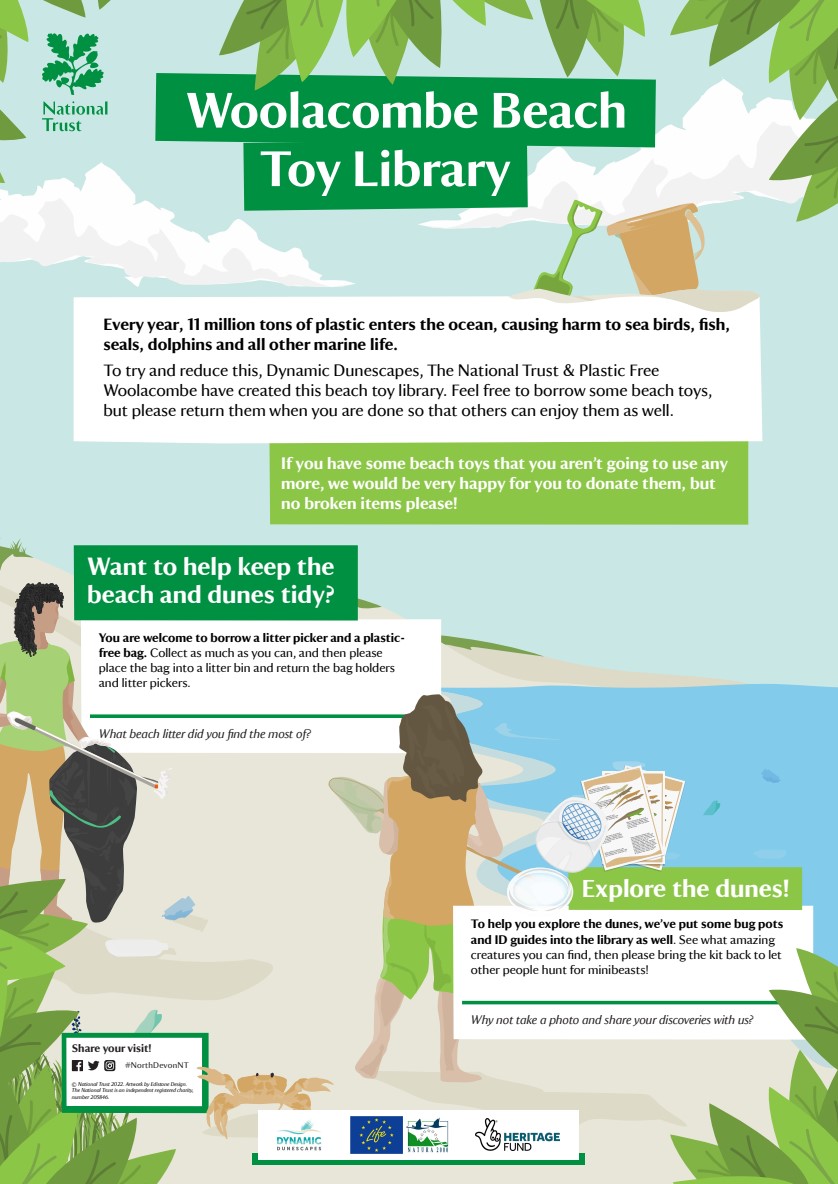 National
Trust
Woolacombe Beach
Toy Library
Every year, 11 million tons of plastic enters the ocean, causing harm to sea birds, fish,
seals, dolphins and all other marine life.
To try and reduce this, Dynamic Dunescapes, The National Trust & Plastic Free
Woolacombe have created this beach toy library. Feel free to borrow some beach toys,
but please return them when you are done so that others can enjoy them as well.
If you have some beach toys that you aren't going to use any
more, we would be very happy for you to donate them, but
no broken items please!
Want to help keep the
beach and dunes tidy?
You are welcome to borrow a litter picker and a plastic-
free bag. Collect as much as you can, and then please
place the bag into a litter bin and return the bag holders
and litter pickers.
What beach litter did you find the most of?
Explore the dunes!
To help you explore the dunes, we've put some bug pots
and ID guides into the library as well. See what amazing
creatures you can find, then please bring the kit back to let
other people hunt for minibeasts!
Why not take a photo and share your discoveries with us?
Share your visit!
#NorthDevonNT
© National Trust 2022. Artwork by Edistone Design.
The National Trust is an independent registered charity,
number 205846.
DYNAMIC
DUNESCAPES
Life
NATURA 2000
HERITAGE
FUND